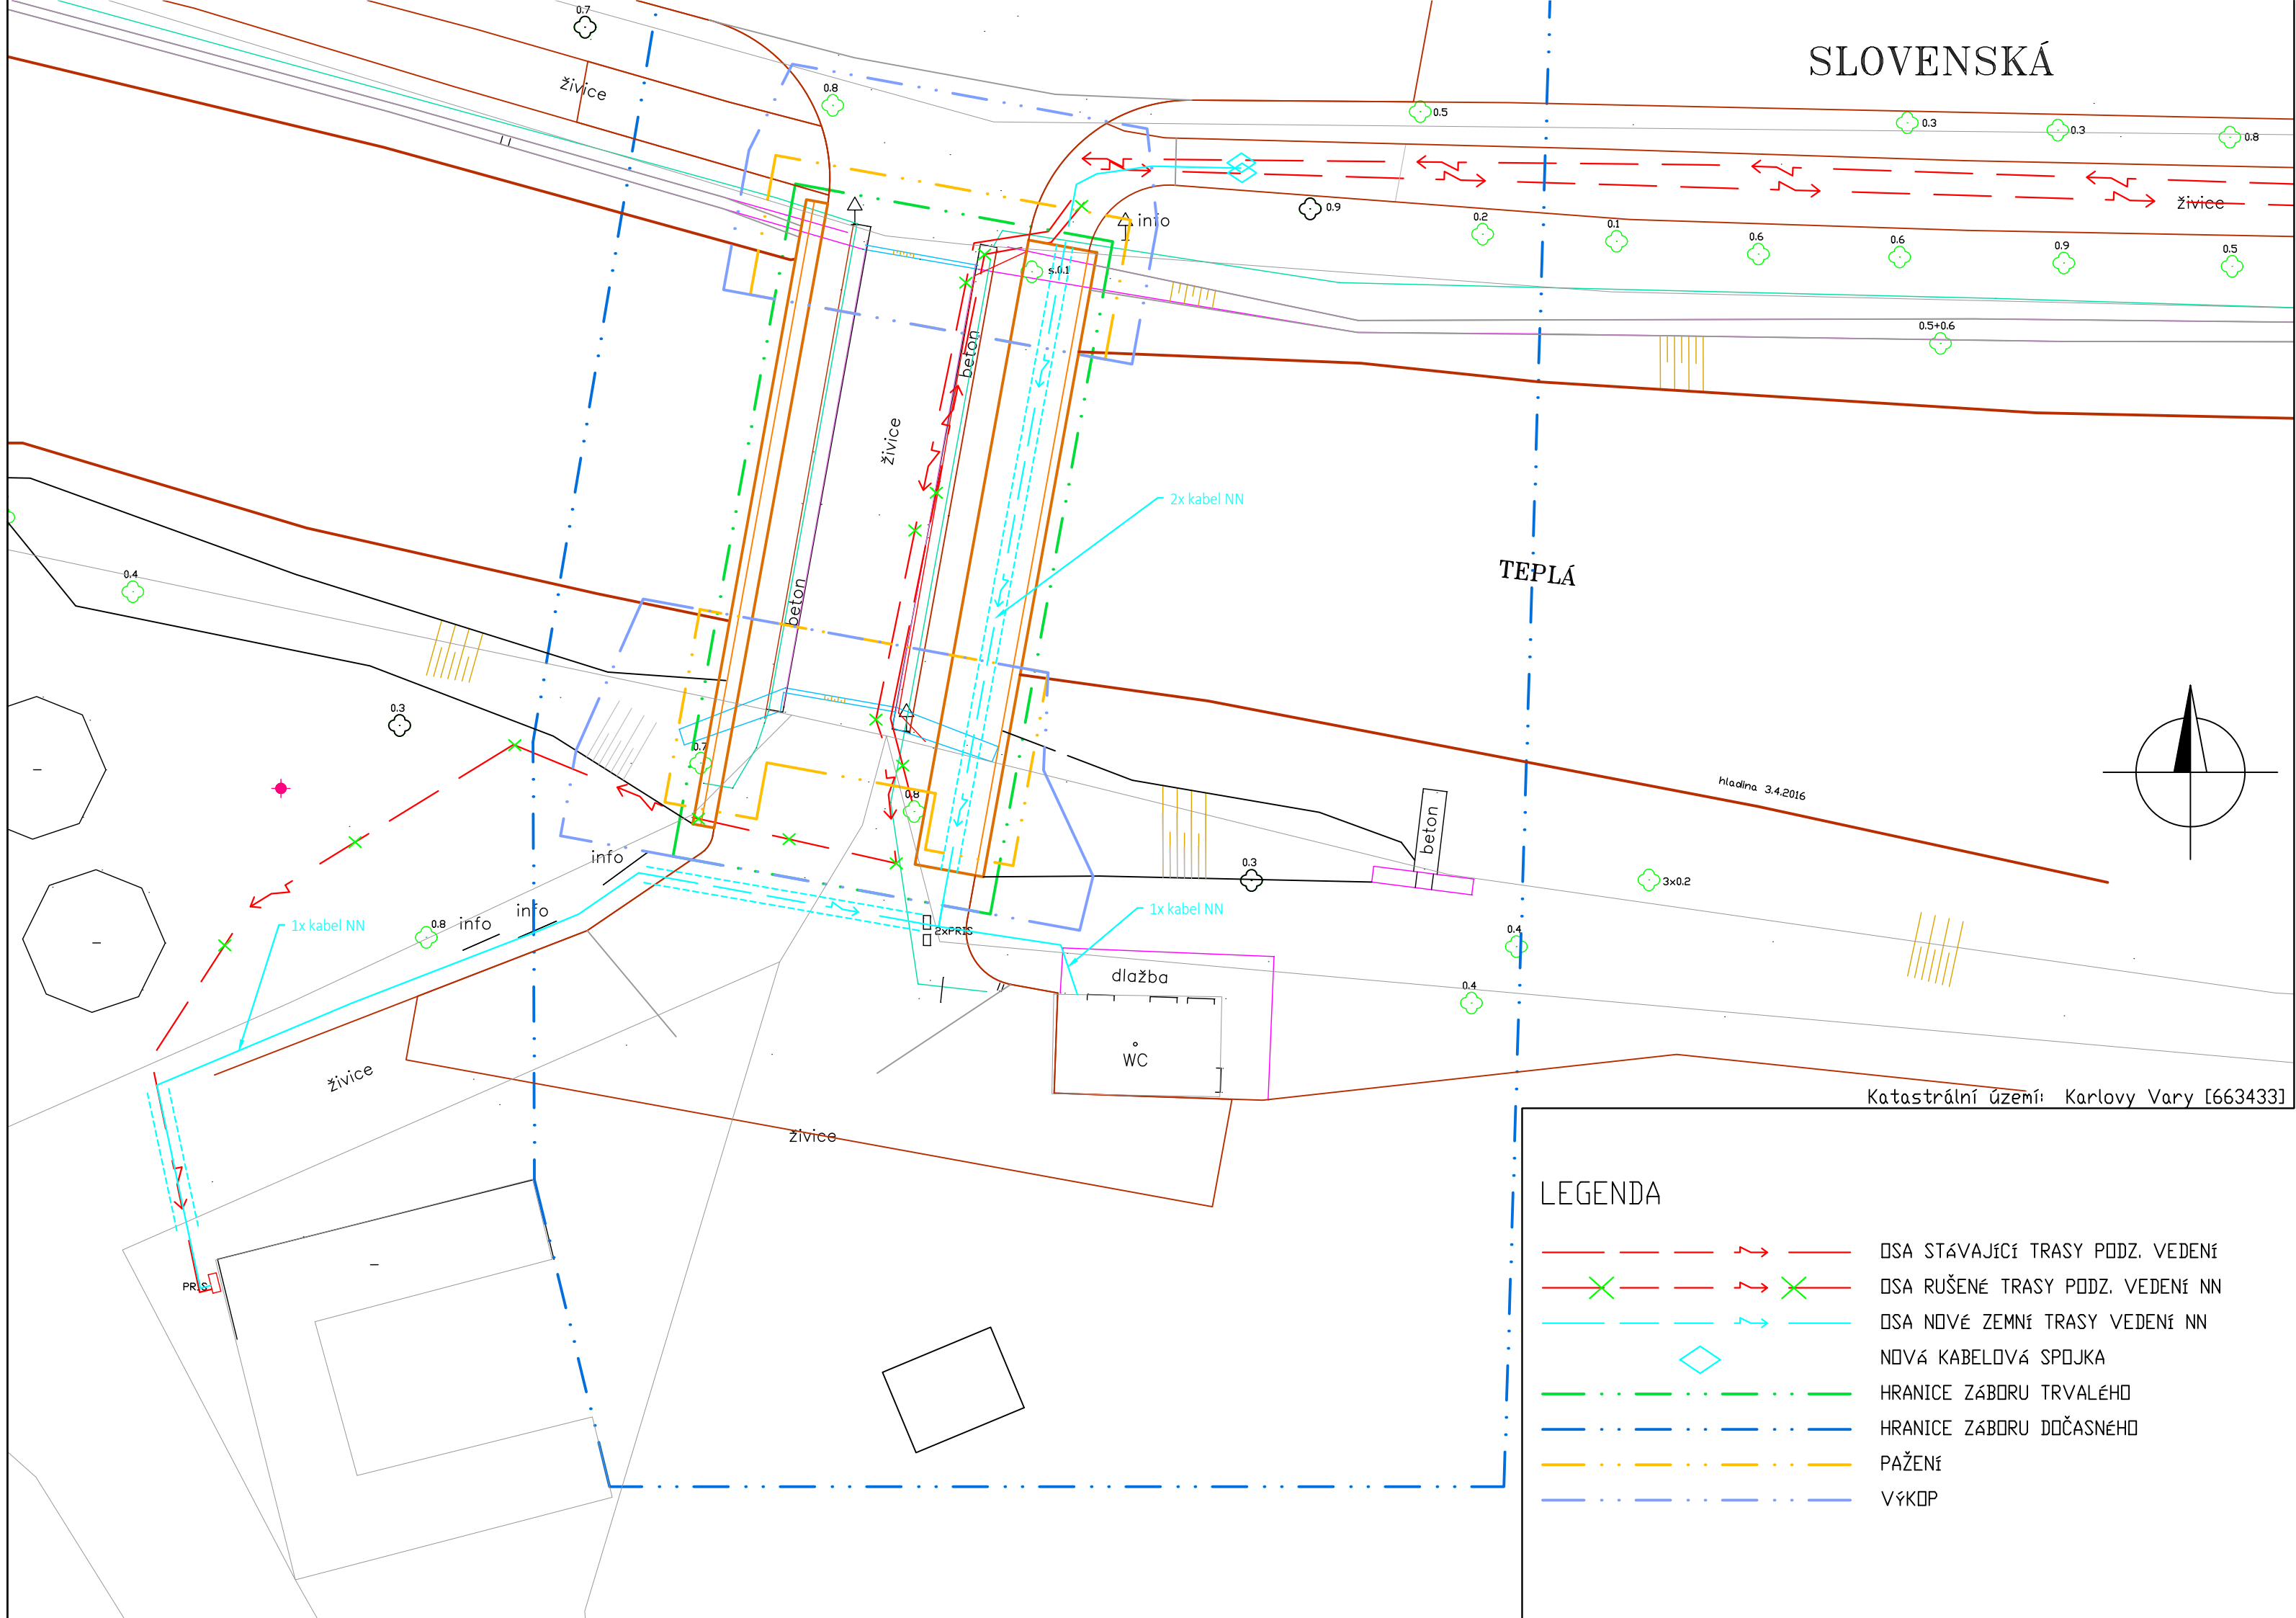 0.7
SLOVENSKÁ
živice
0.8
0.5
0.3
0.3
0.8
živice
0.9
info
0.2
0.1
0.6
0.6
0.9
0.5
s.0.1
0.5+0.6
beton
živice
2x kabel NN
TEPLÁ
0.4
beton
0.3
0.7
hladina 3.4.2016
0.8
beton
info
0.3
3x0.2
1x kabel NN
info
info
0.8
1x kabel NN
2xPRIS
0.4
dlažba
0.4
WC
živice
Katastrální území: Karlovy Vary [663433]
živice
LEGENDA
OSA STÁVAJÍCÍ TRASY PODZ. VEDENÍ
PRIS
OSA RUŠENÉ TRASY PODZ. VEDENÍ NN
OSA NOVÉ ZEMNÍ TRASY VEDENÍ NN
NOVÁ KABELOVÁ SPOJKA
HRANICE ZÁBORU TRVALÉHO
HRANICE ZÁBORU DOČASNÉHO
PAŽENÍ
VÝKOP